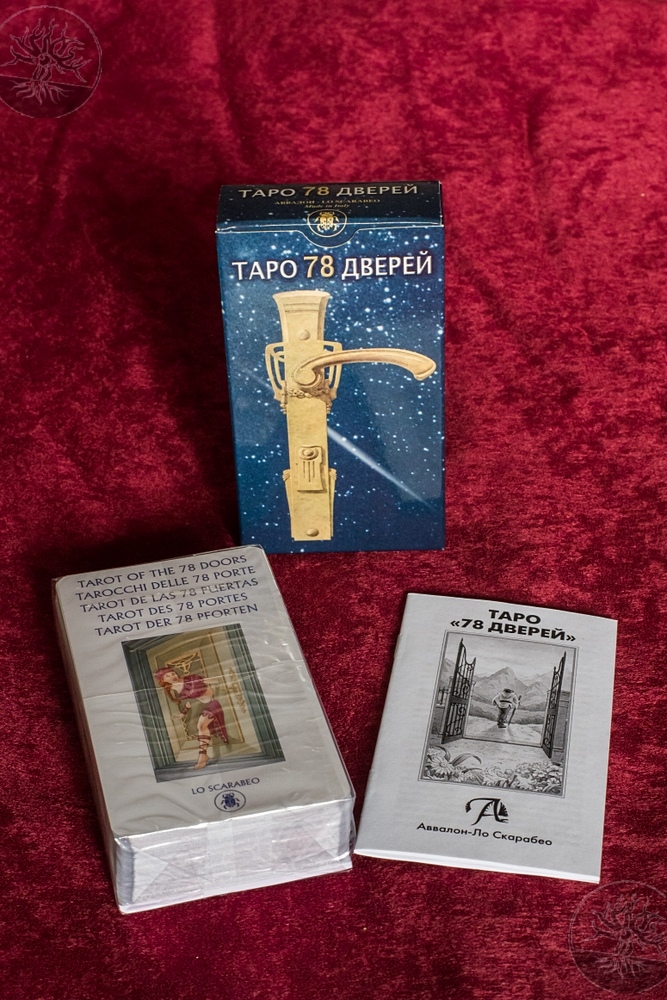 ТАРО 78 ДВЕРЕЙ
АВВАЛОН - LO SCARABEO
Made in Italy
ТАРО 78 ДВЕРЕЙ
TAROT OF THE 78 DOORS
TAROCCHI DELLE 78 PORTE
TAROT DE LAS 78 PUERTAS
TAROT DES 78 PORTES
TAROT DER 78 PFORTEN
LO SCARABEO
ТАРО
«78 ДВЕРЕЙ»
Аввалон-Ло Скарабео